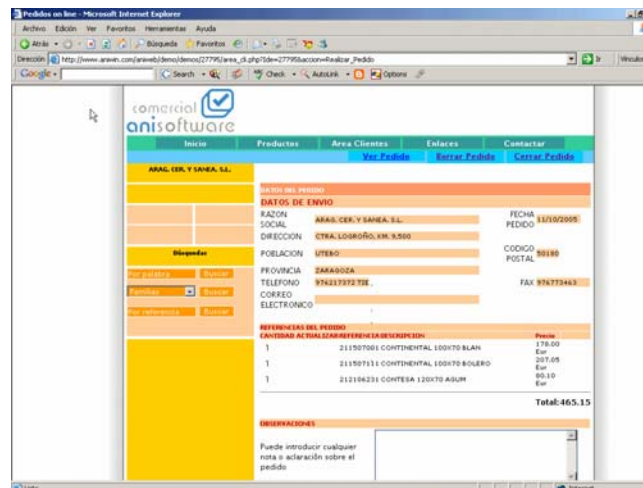 Pedidos on line - Microsoft Internet Explorer
Archivo Edición Ver Favoritos Herramientas Ayuda
Atrás Búsqueda Favoritos
Dirección http://www.arawin.com/aniweb/demo/demos/27795/area_cli.php?Ide=27795&accion=Realizar_Pedido Ir Vínculos
Google Search Check AutoLink Options
comercial
anisoftware
Inicio Productos Area Clientes Enlaces Contactar
Ver Pedido Borrar Pedido Cerrar Pedido
ARAG. CER. Y SANEA. S.L.
DATOS DEL PEDIDO
DATOS DE ENVIO
RAZON SOCIAL ARAG. CER. Y SANEA. S.L. FECHA PEDIDO 11/10/2005
DIRECCION CTRA. LOGROÑO, KM. 9,500
Búsquedas
POBLACION UTEBO CODIGO POSTAL 50180
Por palabra Buscar
PROVINCIA ZARAGOZA
TELEFONO 976217372 TIE. FAX 976773463
Familias Buscar
CORREO ELECTRONICO
Por referencia Buscar
REFERENCIAS DEL PEDIDO
CANTIDAD ACTUALIZAR REFERENCIA DESCRIPCION Precio
1 211507001 CONTINENTAL 100X70 BLAN 178.00 Eur
1 211507131 CONTINENTAL 100X70 BOLERO 207.05 Eur
1 212106231 CONTESA 120X70 AGUM 80.10 Eur
Total:465.15
OBSERVACIONES
Puede introducir cualquier
nota o aclaración sobre el
pedido
Listo Internet